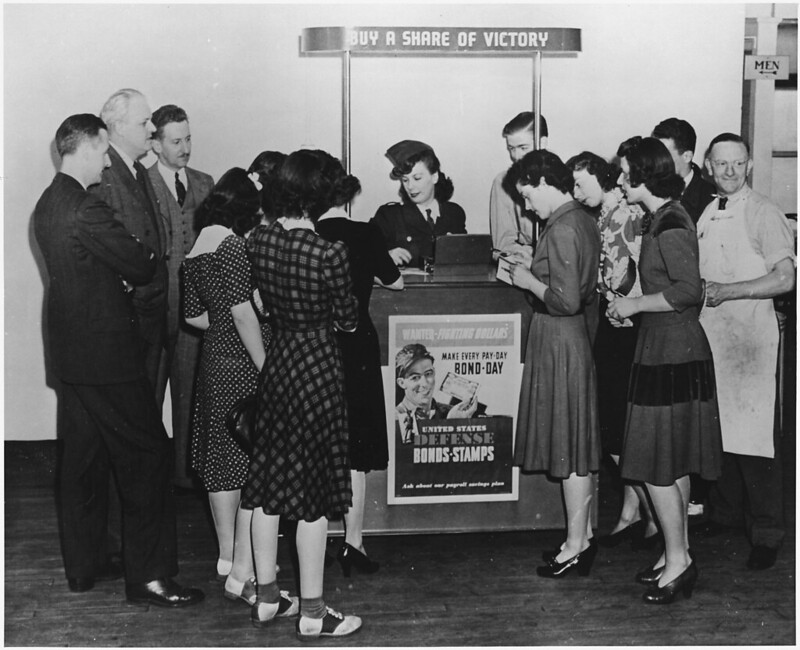 BUY A SHARE OF VICTORY
MEN
WANTED-FIGHTING DOLLARS
MAKE EVERY PAY-DAY
BOND-DAY
UNITED STATES
DEFENSE
BONDS-STAMPS
Ask about our payroll savings plan